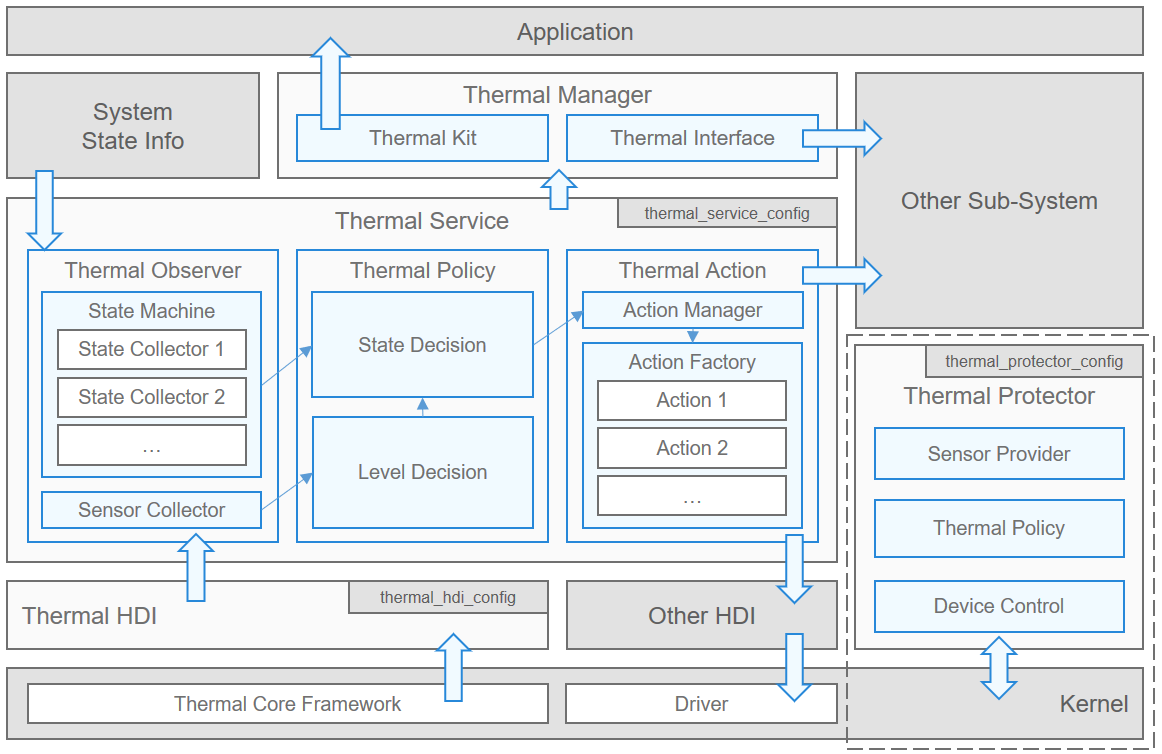 Application
System
State Info
Thermal Manager
Thermal Kit
Thermal Interface
Other Sub-System
Thermal Service
thermal_service_config
Thermal Observer
State Machine
State Collector 1
State Collector 2
...
Sensor Collector
Thermal Policy
State Decision
Level Decision
Thermal Action
Action Manager
Action Factory
Action 1
Action 2
...
thermal_protector_config
Thermal Protector
Sensor Provider
Thermal Policy
Device Control
Thermal HDI
thermal_hdi_config
Other HDI
Thermal Core Framework
Driver
Kernel